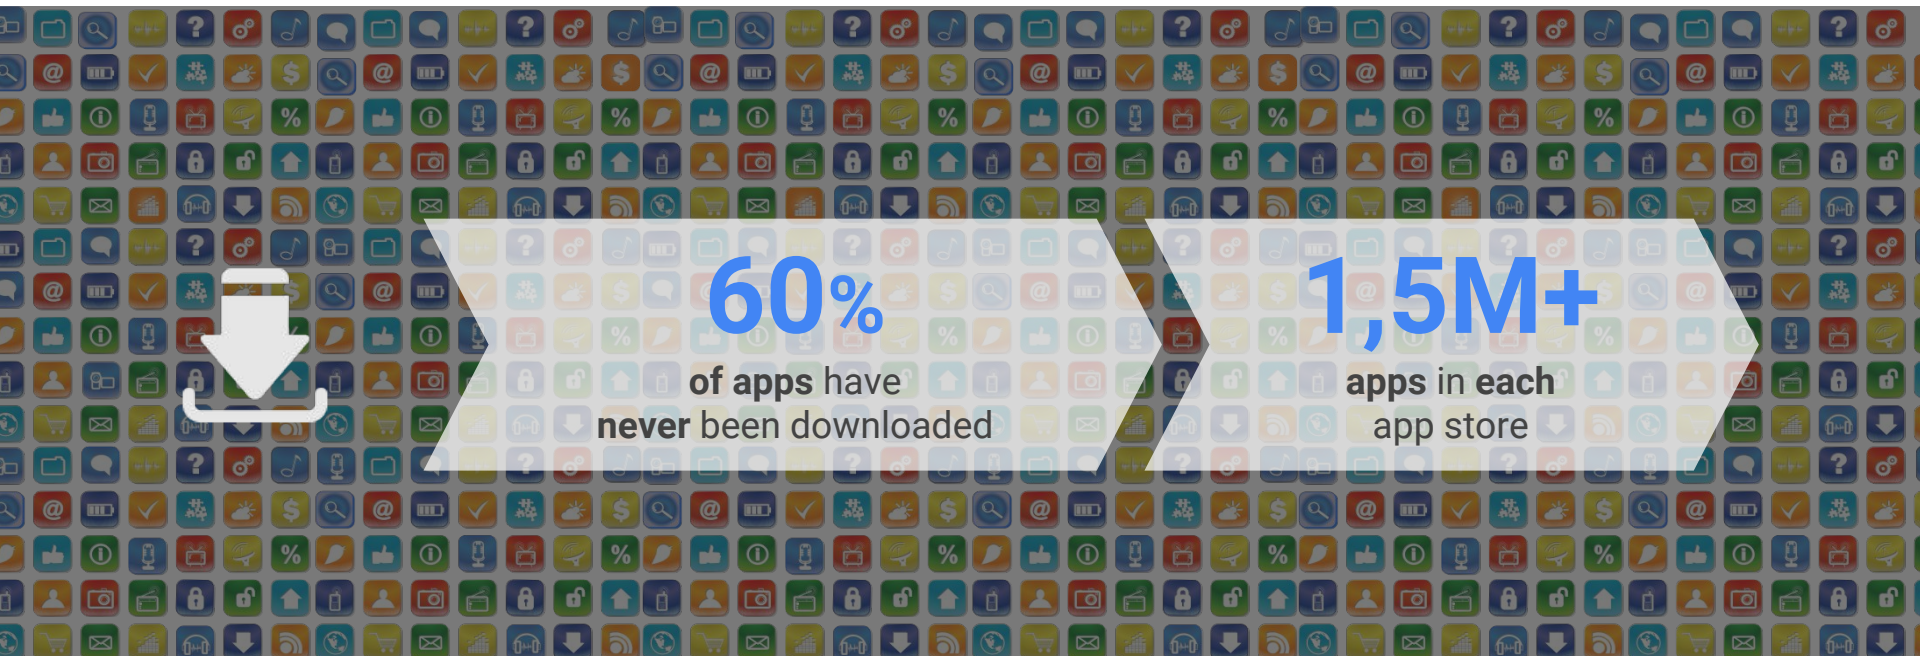 60%
of apps have
never been downloaded
1,5M+
apps in each
app store